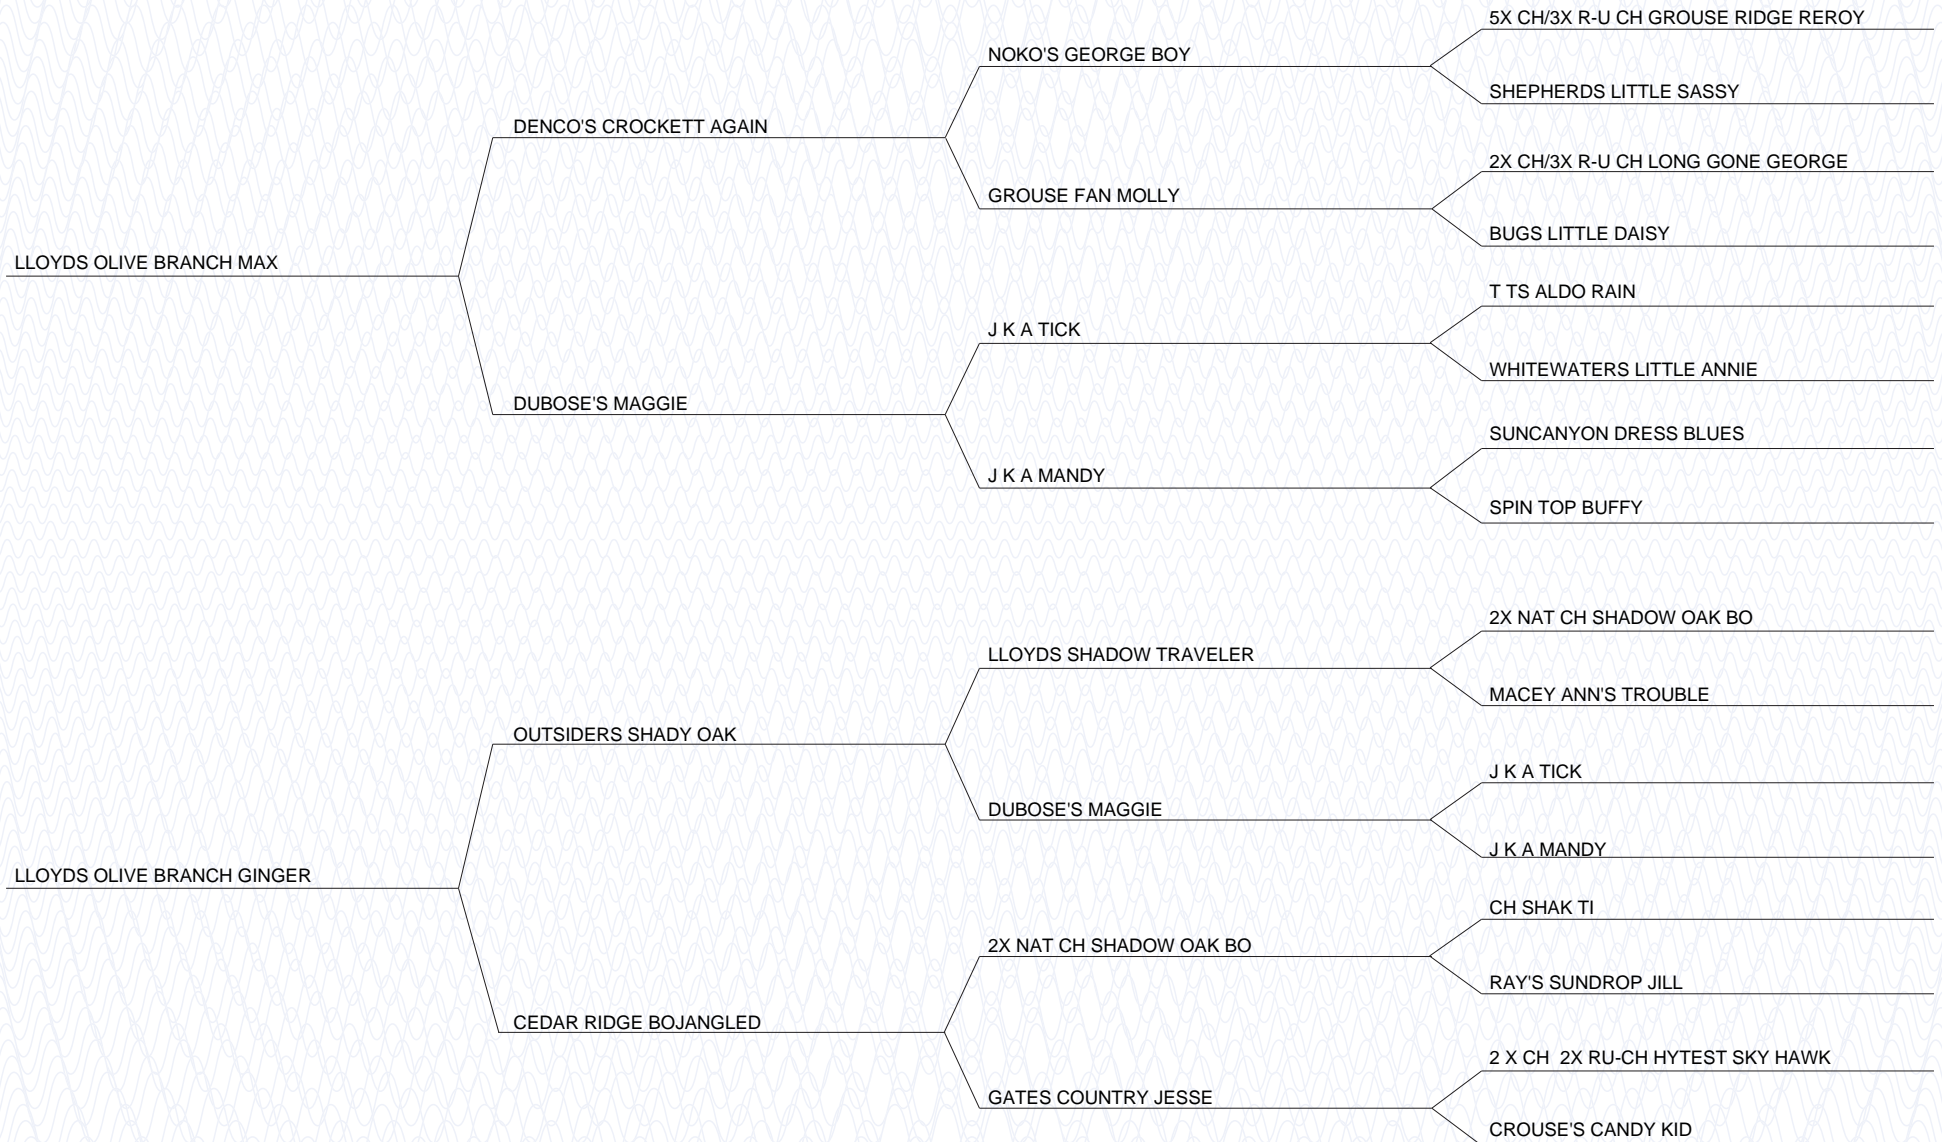 5X CH/3X R-U CH GROUSE RIDGE REROY
NOKO'S GEORGE BOY
SHEPHERDS LITTLE SASSY
DENCO'S CROCKETT AGAIN
2X CH/3X R-U CH LONG GONE GEORGE
GROUSE FAN MOLLY
BUGS LITTLE DAISY
LLOYDS OLIVE BRANCH MAX
T TS ALDO RAIN
J K A TICK
WHITEWATERS LITTLE ANNIE
DUBOSE'S MAGGIE
SUNCANYON DRESS BLUES
J K A MANDY
SPIN TOP BUFFY
2X NAT CH SHADOW OAK BO
LLOYDS SHADOW TRAVELER
MACEY ANN'S TROUBLE
OUTSIDERS SHADY OAK
J K A TICK
DUBOSE'S MAGGIE
J K A MANDY
LLOYDS OLIVE BRANCH GINGER
CH SHAK TI
2X NAT CH SHADOW OAK BO
RAY'S SUNDROP JILL
CEDAR RIDGE BOJANGLED
2 X CH  2X RU-CH HYTEST SKY HAWK
GATES COUNTRY JESSE
CROUSE'S CANDY KID